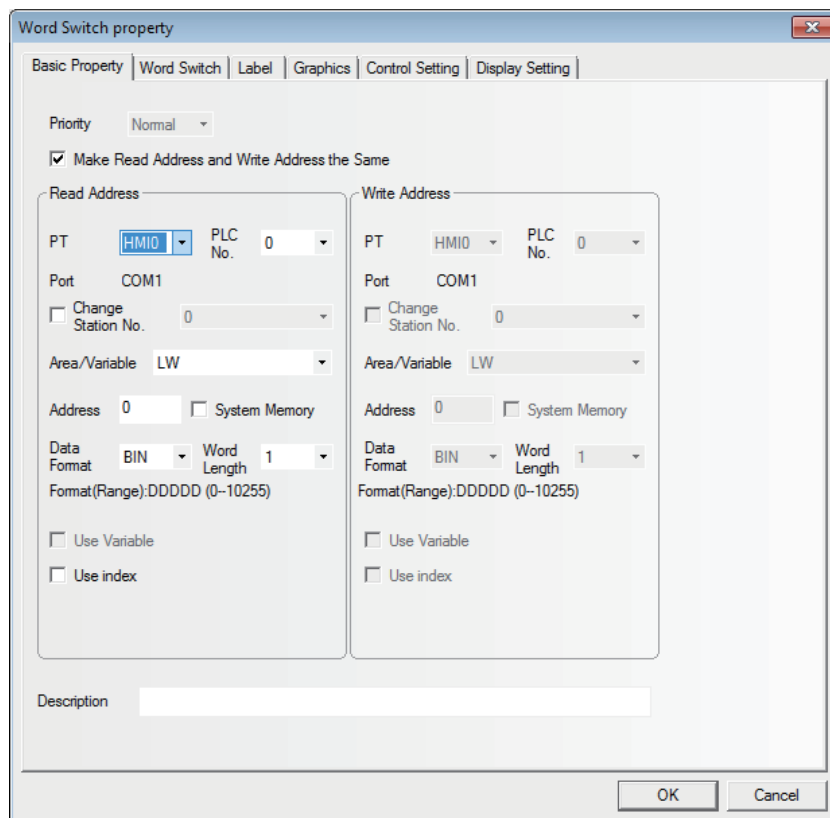 Word Switch property
Basic Property Word Switch Label Graphics Control Setting Display Setting
Priority Normal
Make Read Address and Write Address the Same
Read Address
PT HMI0 PLC No. 0
Port COM1
Change Station No. 0
Area/Variable LW
Address 0 System Memory
Data Format BIN Word Length 1
Format(Range):DDDDD (0--10255)
Use Variable
Use index
Write Address
PT HMI0 PLC No. 0
Port COM1
Change Station No. 0
Area/Variable LW
Address 0 System Memory
Data Format BIN Word Length 1
Format(Range):DDDDD (0--10255)
Use Variable
Use index
Description
OK Cancel